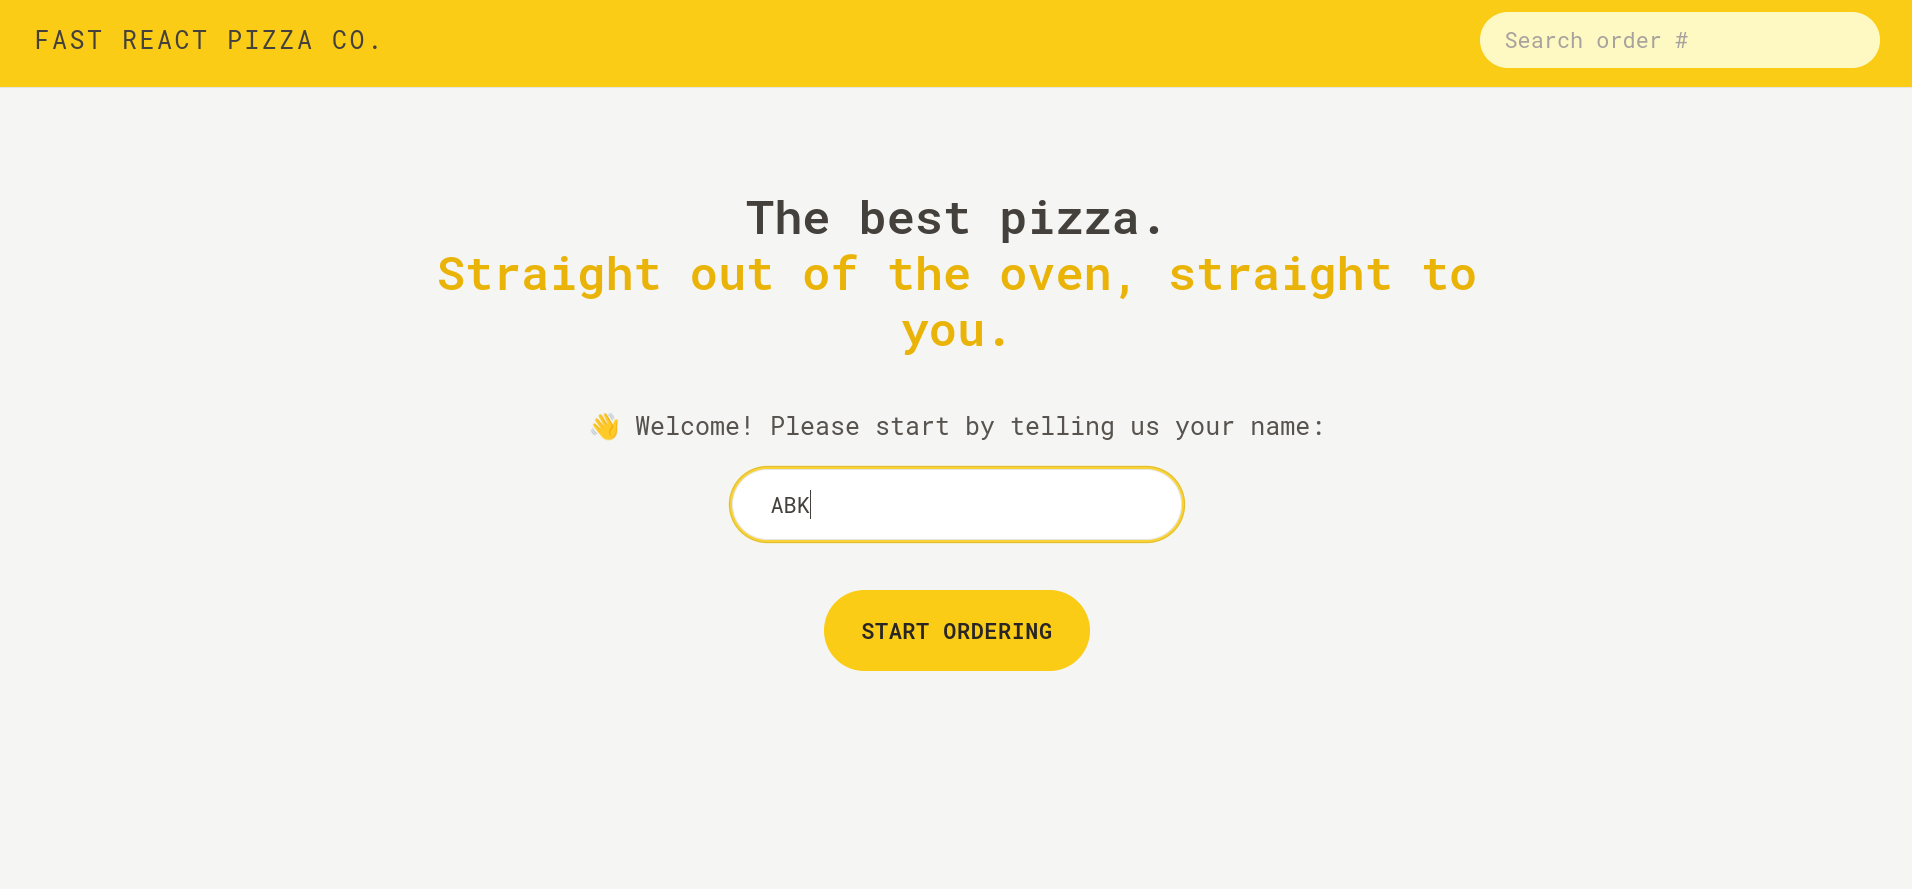 FAST REACT PIZZA CO.
Search order #
The best pizza.
Straight out of the oven, straight to
you.
👋 Welcome! Please start by telling us your name:
ABK
START ORDERING